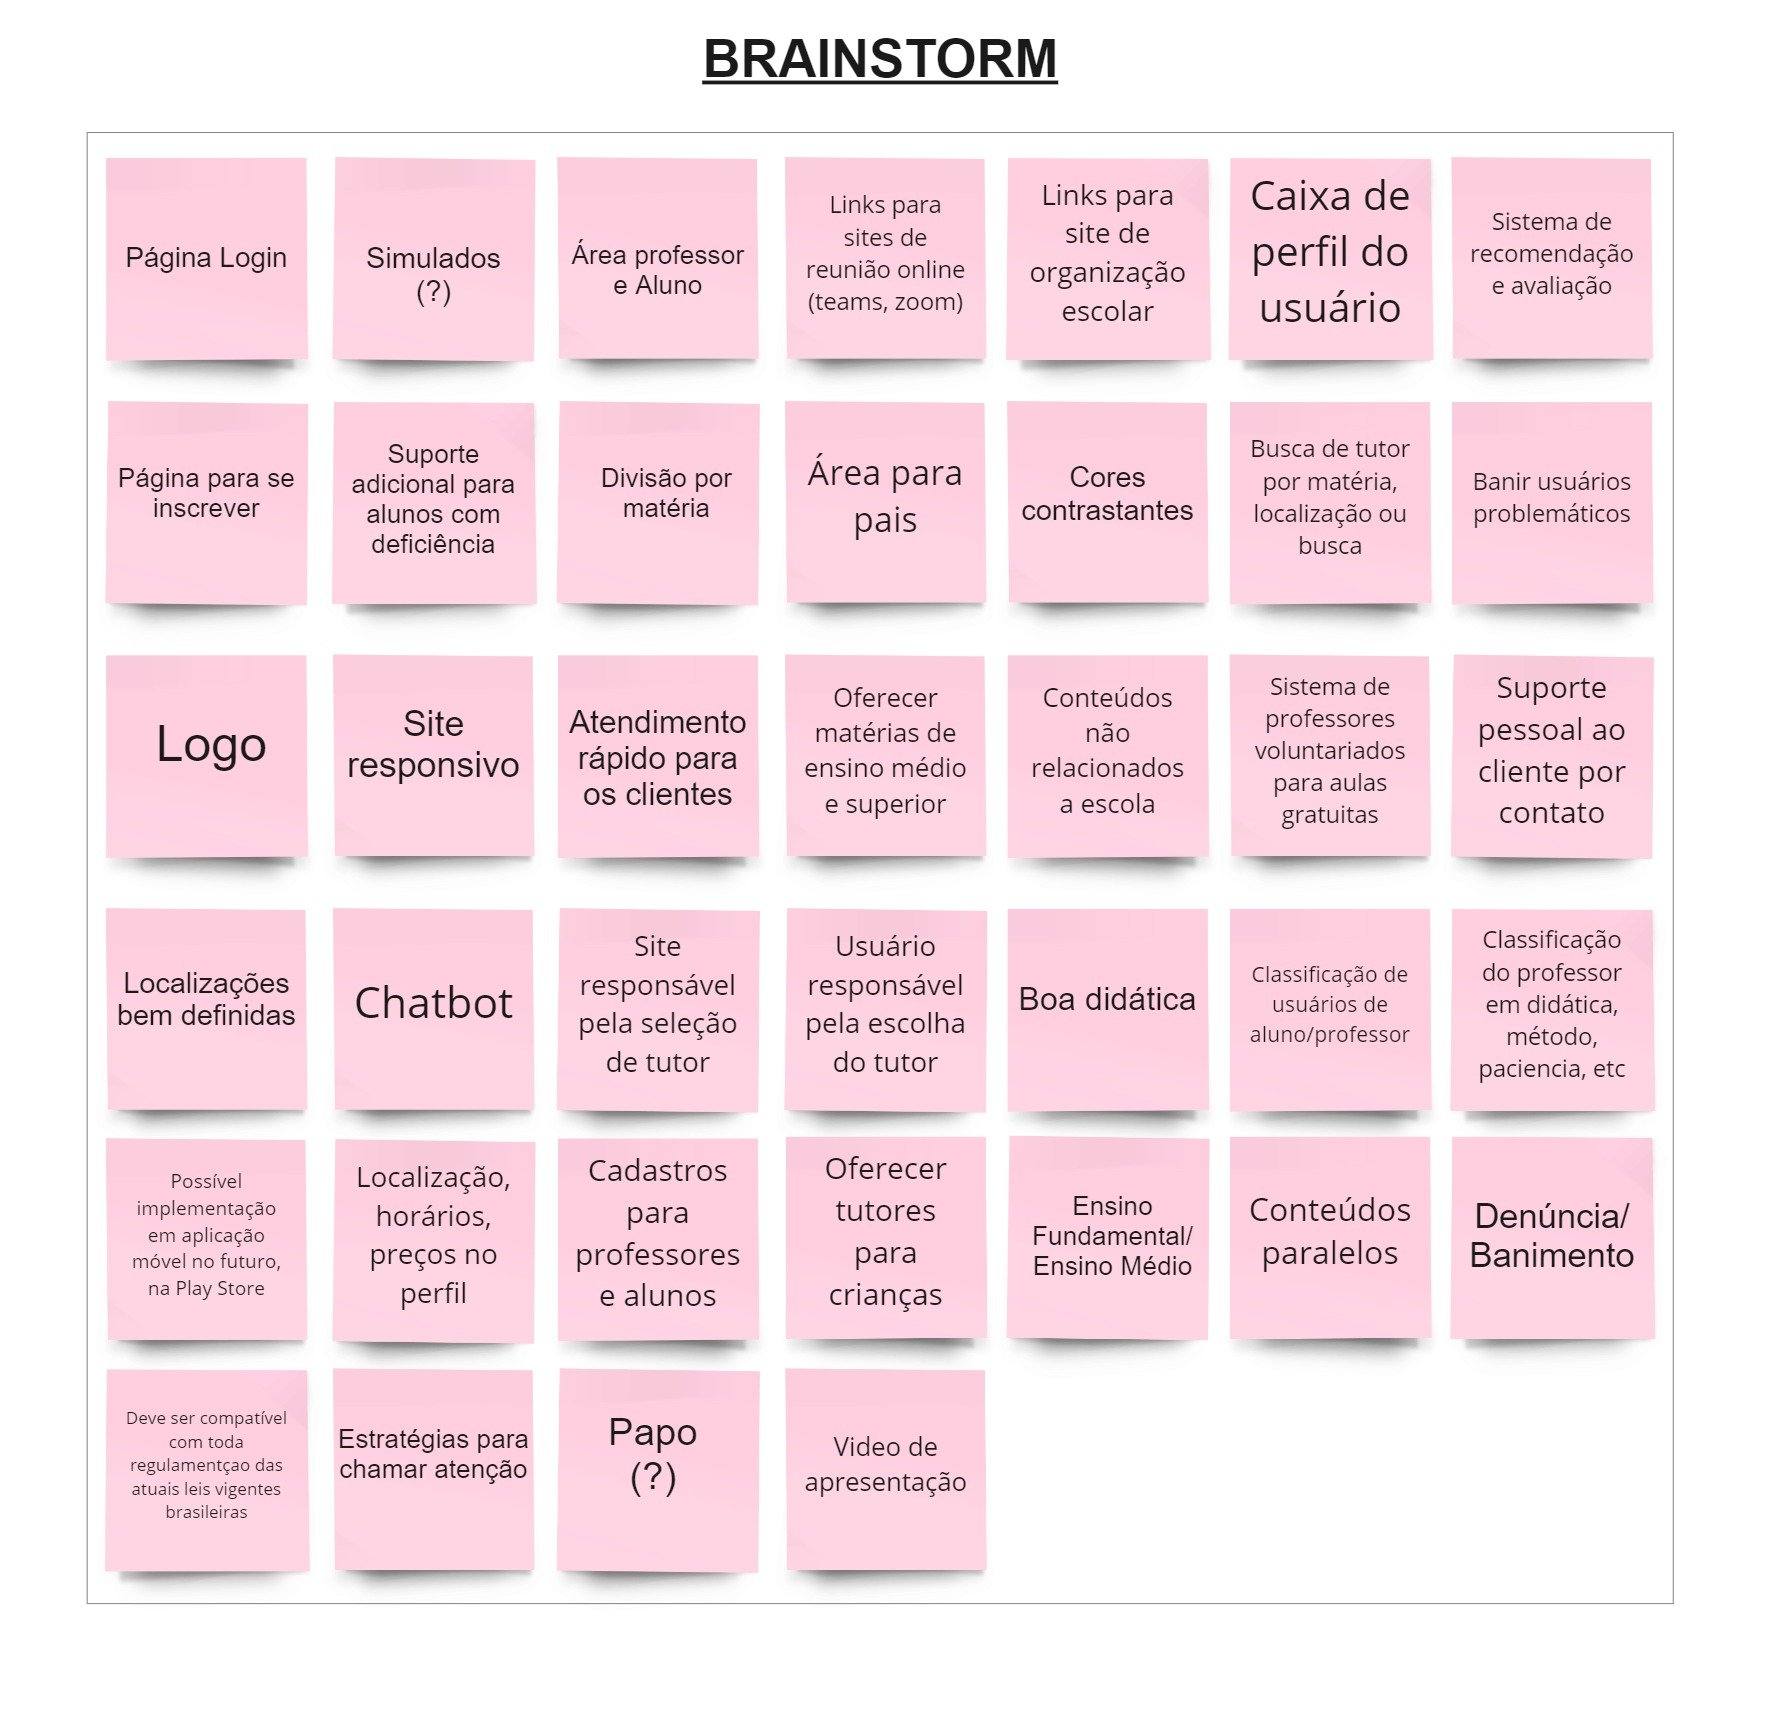 BRAINSTORM
Página Login
Simulados
(?)
Área professor
e Aluno
Links para
sites de
reunião online
(teams, zoom)
Links para
site de
organização
escolar
Caixa de
perfil do
usuário
Sistema de
recomendação
e avaliação
Página para se
inscrever
Suporte
adicional para
alunos com
deficiência
Divisão por
matéria
Área para
pais
Cores
contrastantes
Busca de tutor
por matéria,
localização ou
busca
Banir usuários
problemáticos
Logo
Site
responsivo
Atendimento
rápido para
os clientes
Oferecer
matérias de
ensino médio
e superior
Conteúdos
não
relacionados
a escola
Sistema de
professores
voluntariados
para aulas
gratuitas
Suporte
pessoal ao
cliente por
contato
Localizações
bem definidas
Chatbot
Site
responsável
pela seleção
de tutor
Usuário
responsável
pela escolha
do tutor
Boa didática
Classificação de
usuários de
aluno/professor
Classificação
do professor
em didática,
método,
paciencia, etc
Possível
implementação
em aplicação
móvel no futuro,
na Play Store
Localização,
horários,
preços no
perfil
Cadastros
para
professores
e alunos
Oferecer
tutores
para
crianças
Ensino
Fundamental/
Ensino Médio
Conteúdos
paralelos
Denúncia/
Banimento
Deve ser compatível
com toda
regulamentçao das
atuais leis vigentes
brasileiras
Estratégias para
chamar atenção
Papo
(?)
Video de
apresentação